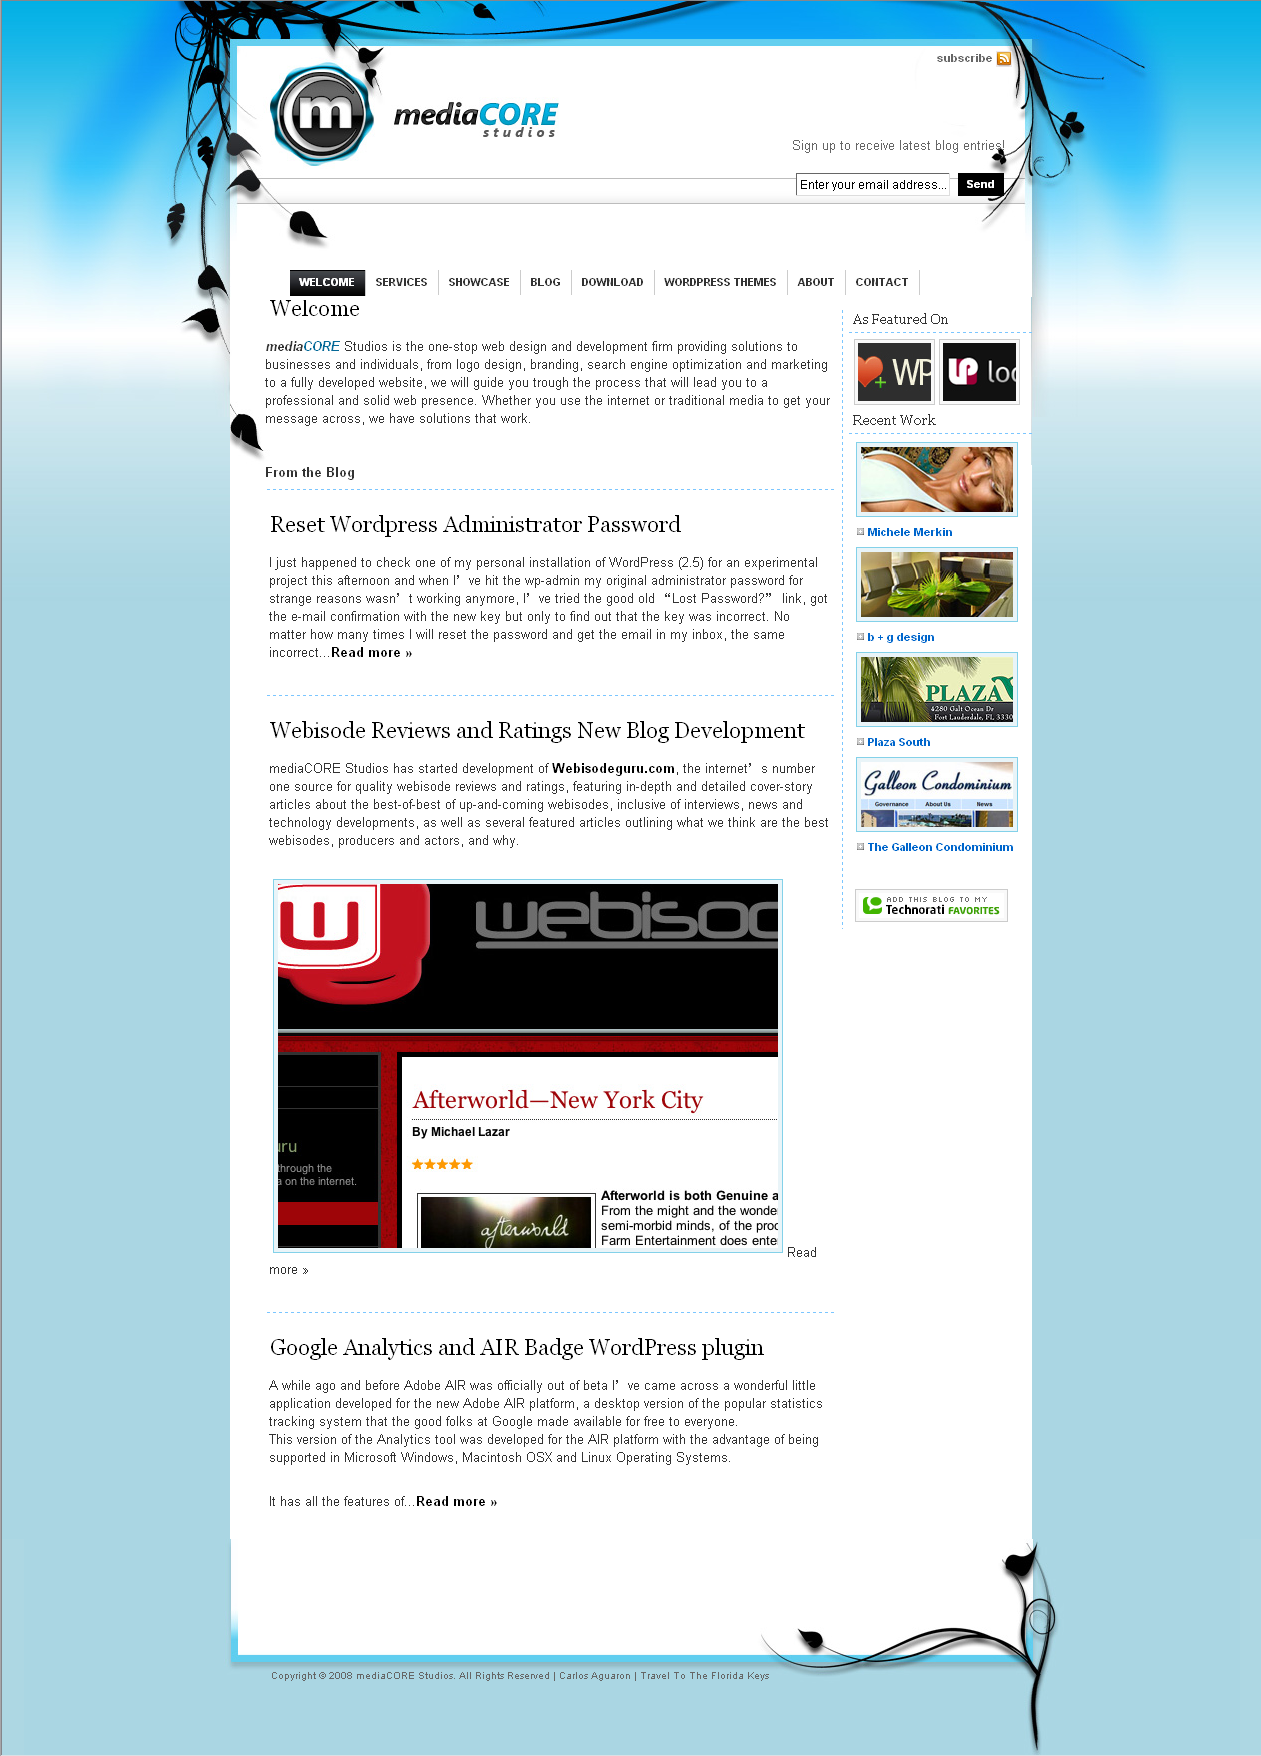 subscribe
m
mediaCORE
studios
Sign up to receive latest blog entries!
Enter your email address... Send
WELCOME SERVICES SHOWCASE BLOG DOWNLOAD WORDPRESS THEMES ABOUT CONTACT
Welcome
mediaCORE Studios is the one-stop web design and development firm providing solutions to
businesses and individuals, from logo design, branding, search engine optimization and marketing
to a fully developed website, we will guide you trough the process that will lead you to a
professional and solid web presence. Whether you use the internet or traditional media to get your
message across, we have solutions that work.
From the Blog
Reset Wordpress Administrator Password
I just happened to check one of my personal installation of WordPress (2.5) for an experimental
project this afternoon and when I’ve hit the wp-admin my original administrator password for
strange reasons wasn’t working anymore, I’ve tried the good old “Lost Password?” link, got
the e-mail confirmation with the new key but only to find out that the key was incorrect. No
matter how many times I will reset the password and get the email in my inbox, the same
incorrect...Read more »
Webisode Reviews and Ratings New Blog Development
mediaCORE Studios has started development of Webisodeguru.com, the internet’s number
one source for quality webisode reviews and ratings, featuring in-depth and detailed cover-story
articles about the best-of-best of up-and-coming webisodes, inclusive of interviews, news and
technology developments, as well as several featured articles outlining what we think are the best
webisodes, producers and actors, and why.
w webisod
Afterworld—New York City
By Michael Lazar
uru
through the
a on the internet.
Afterworld is both Genuine a
From the might and the wonde
semi-morbid minds, of the proc
Farm Entertainment does ente
afterworld
Read
more »
Google Analytics and AIR Badge WordPress plugin
A while ago and before Adobe AIR was officially out of beta I’ve came across a wonderful little
application developed for the new Adobe AIR platform, a desktop version of the popular statistics
tracking system that the good folks at Google made available for free to everyone.
This version of the Analytics tool was developed for the AIR platform with the advantage of being
supported in Microsoft Windows, Macintosh OSX and Linux Operating Systems.
It has all the features of...Read more »
As Featured On
+ WP
UP loo
Recent Work
Michele Merkin
b + g design
PLAZA
4280 Galt Ocean Dr
Fort Lauderdale, FL 3330
Plaza South
Galleon Condominium
Governance About Us News
The Galleon Condominium
ADD THIS BLOG TO MY
Technorati FAVORITES
Copyright © 2008 mediaCORE Studios. All Rights Reserved | Carlos Aguaron | Travel To The Florida Keys